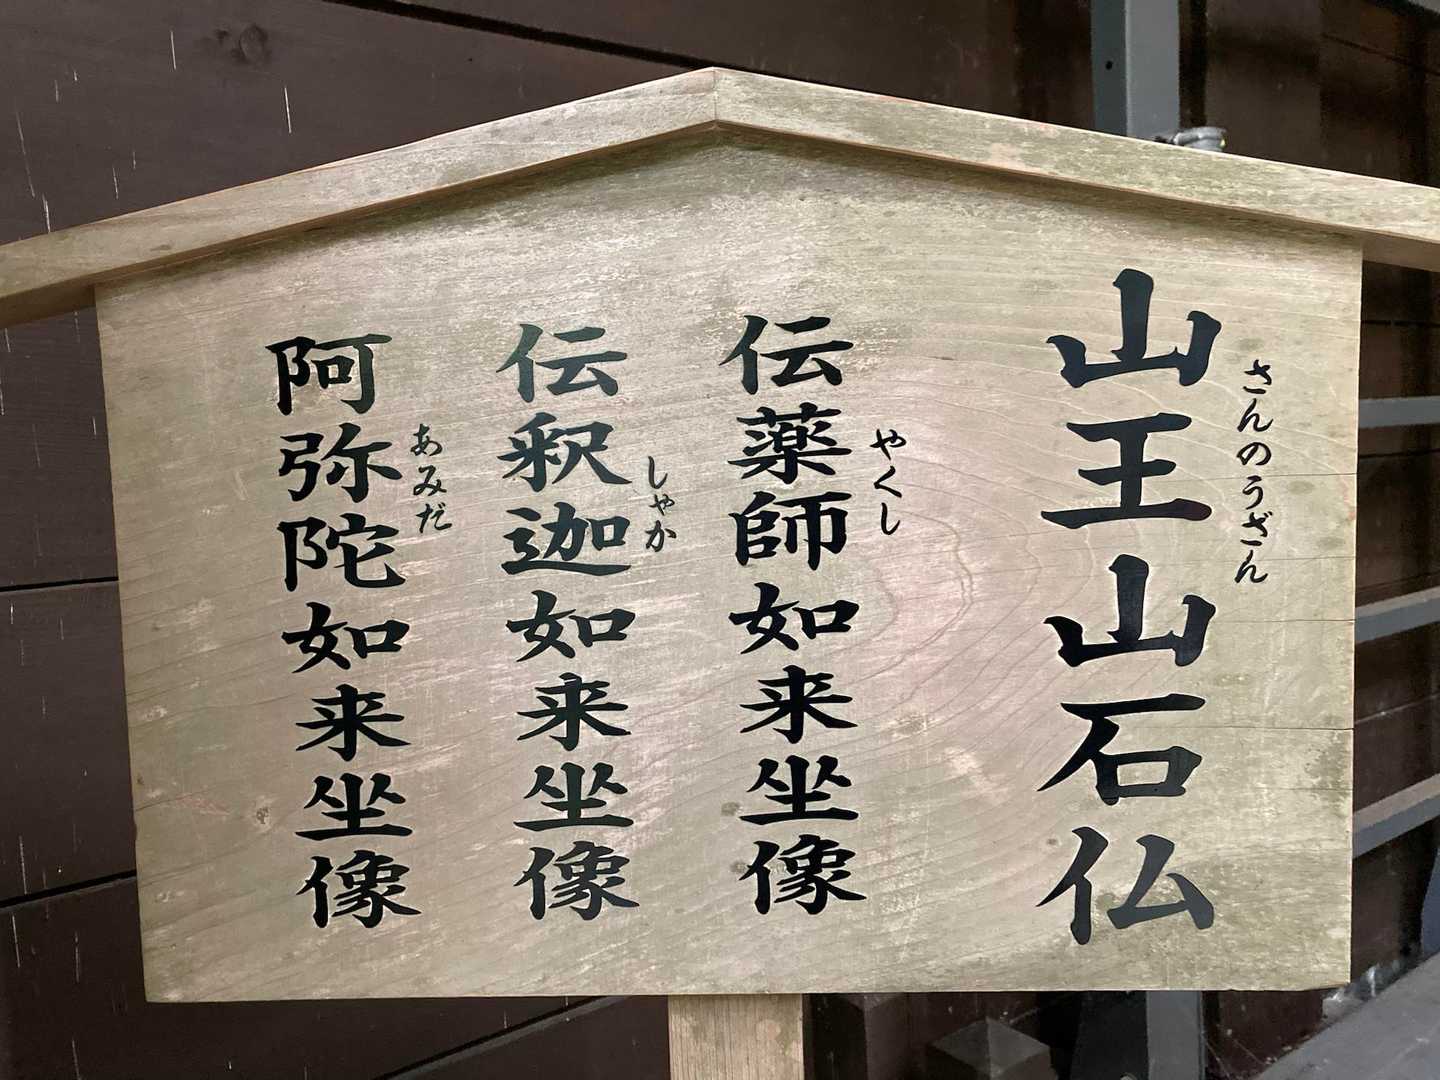 山王山石仏
さんのうざん
伝薬師如来坐像
やくし
伝釈迦如来坐像
しゃか
阿弥陀如来坐像
あみだ